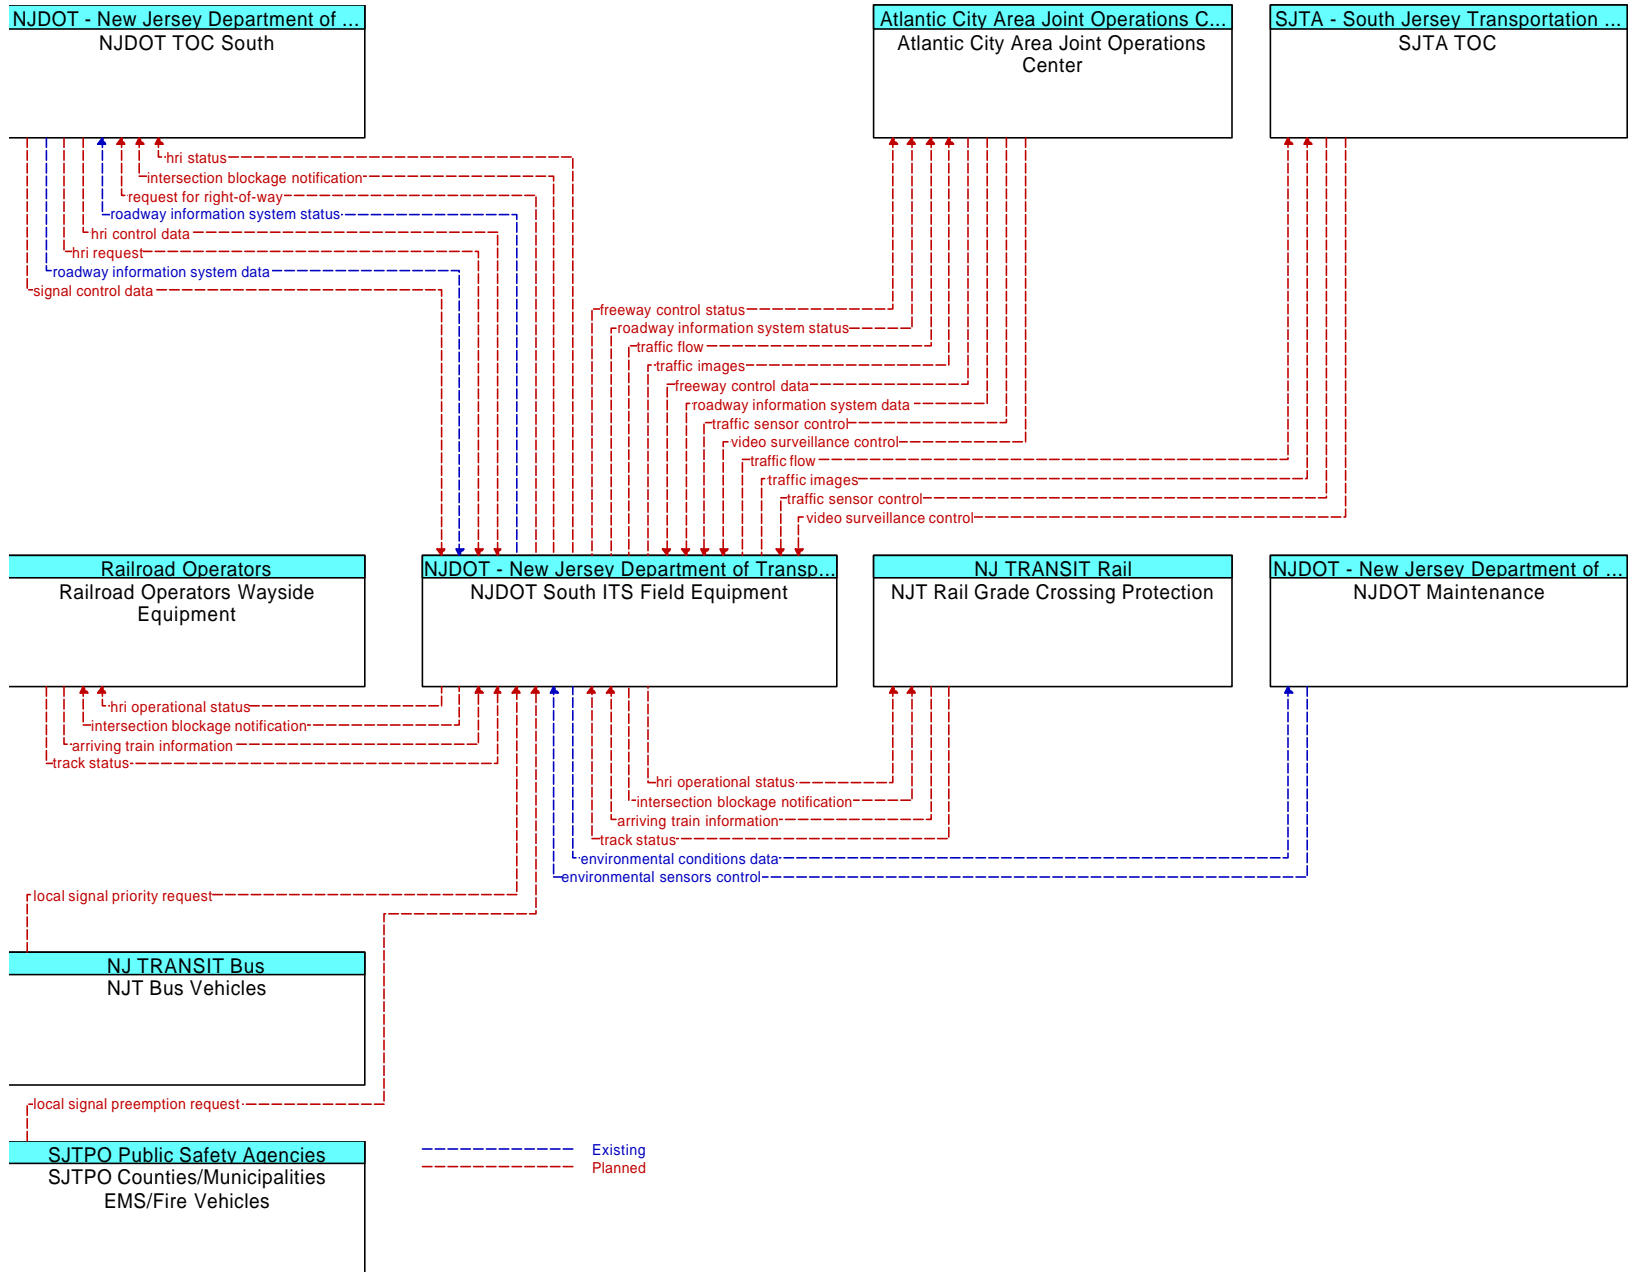 NJDOT - New Jersey Department of ...
NJDOT TOC South
Atlantic City Area Joint Operations C...
Atlantic City Area Joint Operations
Center
SJTA - South Jersey Transportation ...
SJTA TOC
hri status
intersection blockage notification
request for right-of-way
roadway information system status
hri control data
hri request
roadway information system data
signal control data
freeway control status
roadway information system status
traffic flow
traffic images
freeway control data
roadway information system data
traffic sensor control
video surveillance control
traffic flow
traffic images
traffic sensor control
video surveillance control
Railroad Operators
Railroad Operators Wayside
Equipment
NJDOT - New Jersey Department of Transp...
NJDOT South ITS Field Equipment
NJ TRANSIT Rail
NJT Rail Grade Crossing Protection
NJDOT - New Jersey Department of ...
NJDOT Maintenance
hri operational status
intersection blockage notification
arriving train information
track status
hri operational status
intersection blockage notification
arriving train information
track status
environmental conditions data
environmental sensors control
local signal priority request
NJ TRANSIT Bus
NJT Bus Vehicles
local signal preemption request
SJTPO Public Safety Agencies
SJTPO Counties/Municipalities
EMS/Fire Vehicles
Existing
Planned